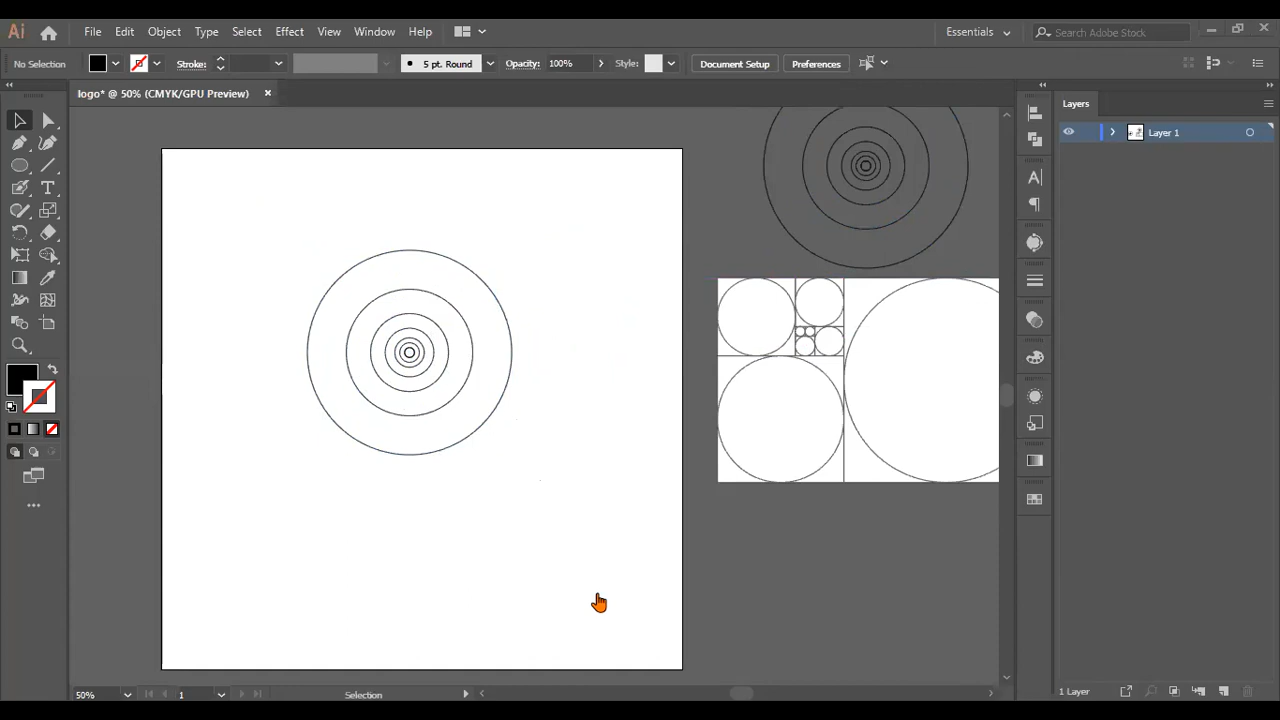 Ai File Edit Object Type Select Effect View Window Help Essentials Search Adobe Stock
No Selection Stroke: 5 pt. Round Opacity: 100% Style: Document Setup Preferences
logo* @ 50% (CMYK/GPU Preview)
Layers
Layer 1
50% 1 Selection
1 Layer